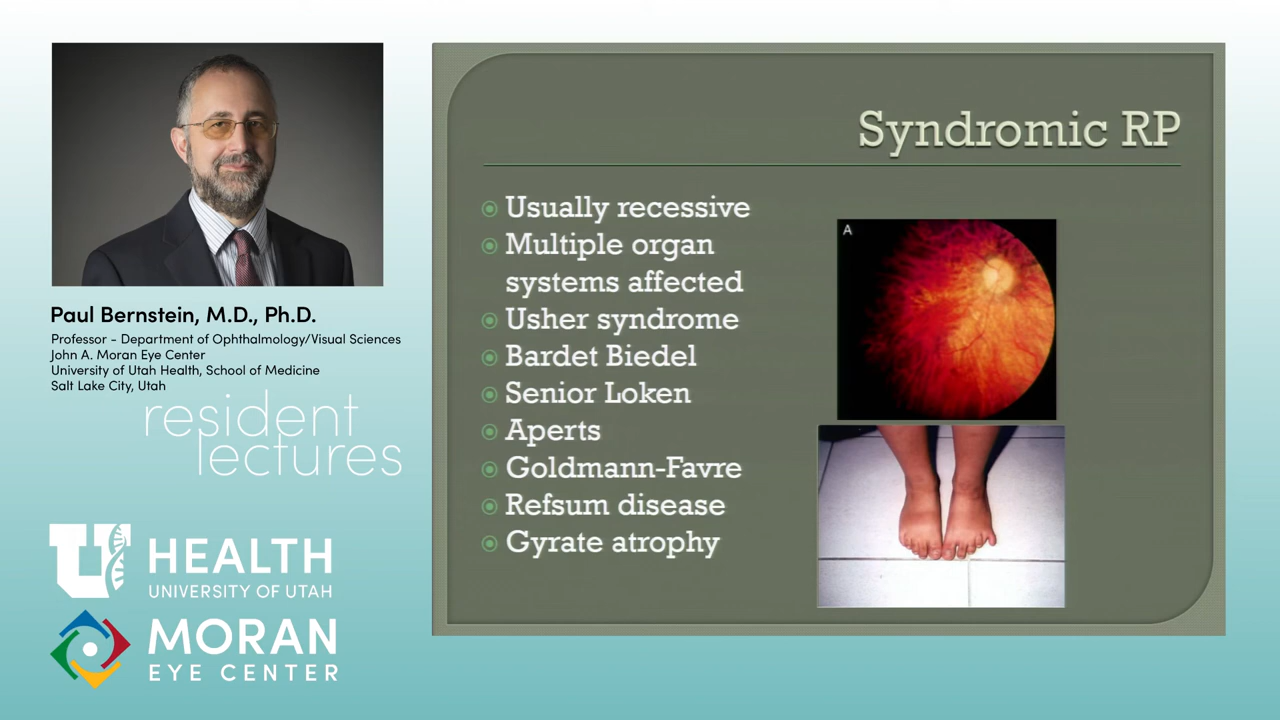 Paul Bernstein, M.D., Ph.D.
Professor - Department of Ophthalmology/Visual Sciences
John A. Moran Eye Center
University of Utah Health, School of Medicine
Salt Lake City, Utah
resident
lectures
U HEALTH
UNIVERSITY OF UTAH
MORAN
EYE CENTER
Syndromic RP
Usually recessive
Multiple organ
systems affected
Usher syndrome
Bardet Biedel
Senior Loken
Aperts
Goldmann-Favre
Refsum disease
Gyrate atrophy
A